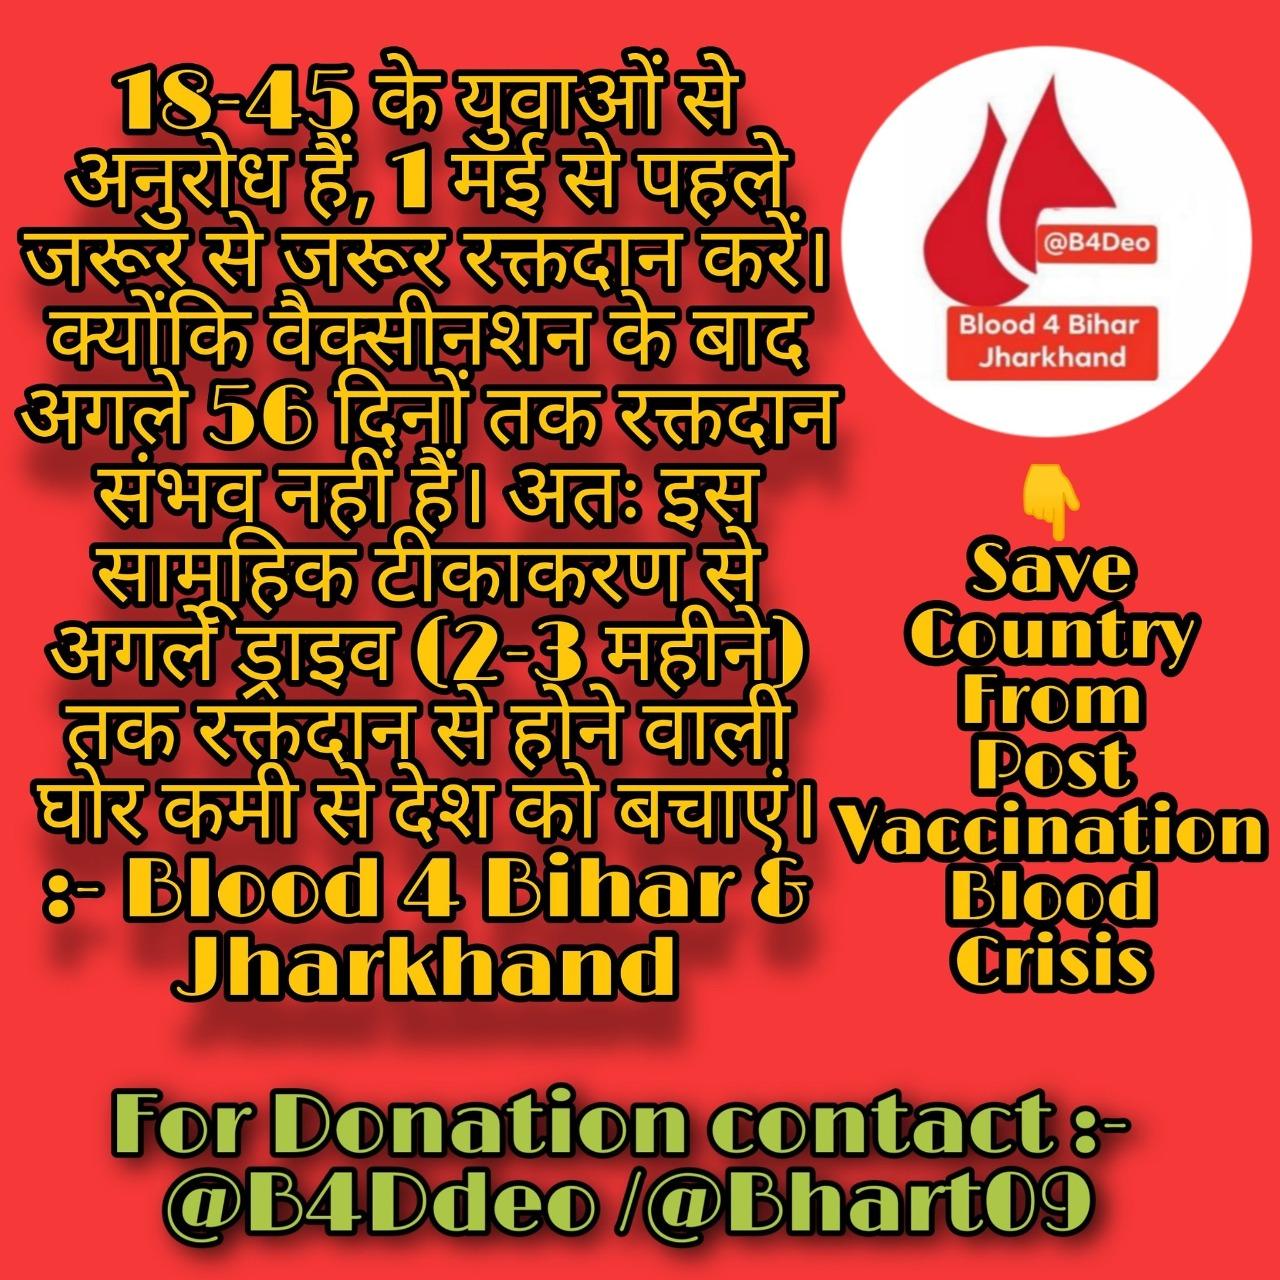 18-45 के युवाओं से
अनुरोध हैं, 1 मई से पहले
जरूर से जरूर रक्तदान करें।
क्योंकि वैक्सीनशन के बाद
अगले 56 दिनों तक रक्तदान
संभव नहीं हैं। अतः इस
सामूहिक टीकाकरण से
अगले ड्राइव (2-3 महीने)
तक रक्तदान से होने वाली
घोर कमी से देश को बचाएं।
:- Blood 4 Bihar &
Jharkhand
@B4Deo
Blood 4 Bihar
Jharkhand
👇
Save
Country
From
Post
Vaccination
Blood
Crisis
For Donation contact :-
@B4Ddeo /@Bhart09